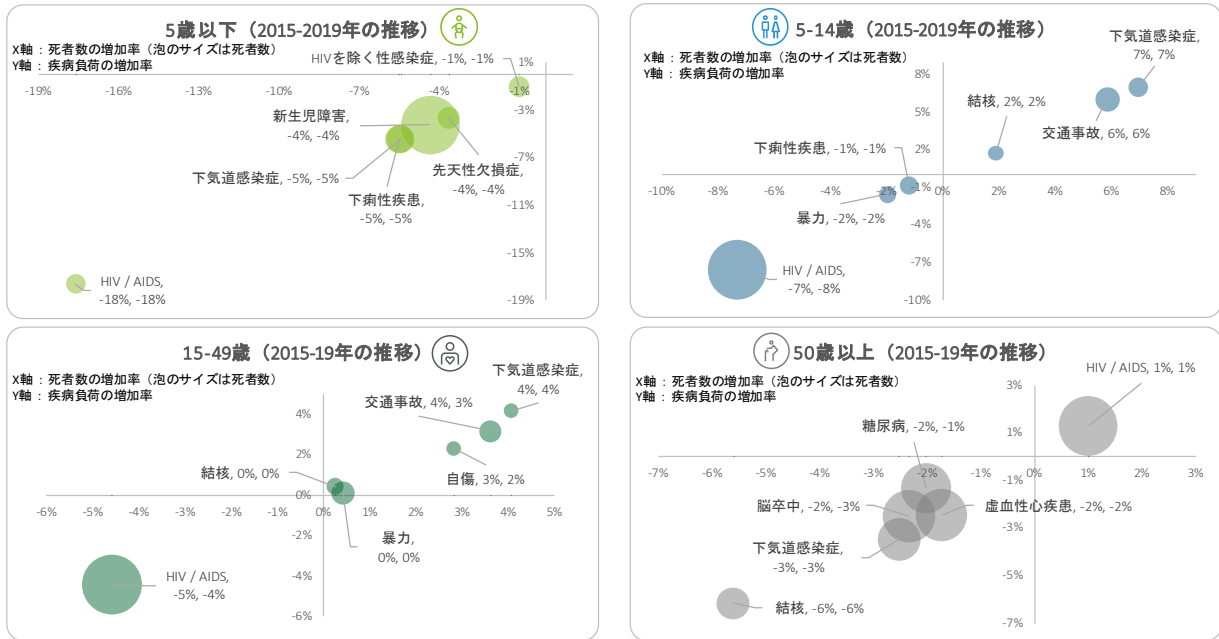 5歳以下（2015-2019年の推移）
X軸 : 死者数の増加率（泡のサイズは死者数）
Y軸 : 疾病負荷の増加率
HIVを除く性感染症, -1%, -1%
1%
-19%
-16%
-13%
-10%
-7%
-4%
-1%
-3%
新生児障害,
-4%, -4%
-7%
下気道感染症, -5%, -5%
先天性欠損症,
-4%, -4%
下痢性疾患,
-5%, -5%
-11%
-15%
HIV / AIDS,
-18%, -18%
-19%
5-14歳（2015-2019年の推移）
X軸 : 死者数の増加率（泡のサイズは死者数）
Y軸 : 疾病負荷の増加率
下気道感染症,
7%, 7%
8%
結核, 2%, 2%
5%
交通事故, 6%, 6%
下痢性疾患, -1%, -1%
2%
-10%
-8%
-6%
-4%
-2%
-1%
0%
2%
4%
6%
8%
暴力, -2%, -2%
-4%
-7%
HIV / AIDS,
-7%, -8%
-10%
15-49歳（2015-19年の推移）
X軸 : 死者数の増加率（泡のサイズは死者数）
Y軸 : 疾病負荷の増加率
下気道感染症,
4%, 4%
交通事故, 4%, 3%
4%
2%
結核, 0%, 0%
自傷, 3%, 2%
0%
-6%
-5%
-4%
-3%
-2%
-1%
0%
1%
2%
3%
4%
5%
暴力,
0%, 0%
-2%
-4%
HIV / AIDS,
-5%, -4%
-6%
50歳以上（2015-19年の推移）
X軸 : 死者数の増加率（泡のサイズは死者数）
Y軸 : 疾病負荷の増加率
HIV / AIDS, 1%, 1%
3%
糖尿病, -2%, -1%
1%
-7%
-6%
-5%
-4%
-3%
-2%
-1%
0%
1%
2%
3%
-1%
脳卒中, -2%, -3%
虚血性心疾患, -2%, -2%
-3%
下気道感染症,
-3%, -3%
-5%
結核, -6%, -6%
-7%